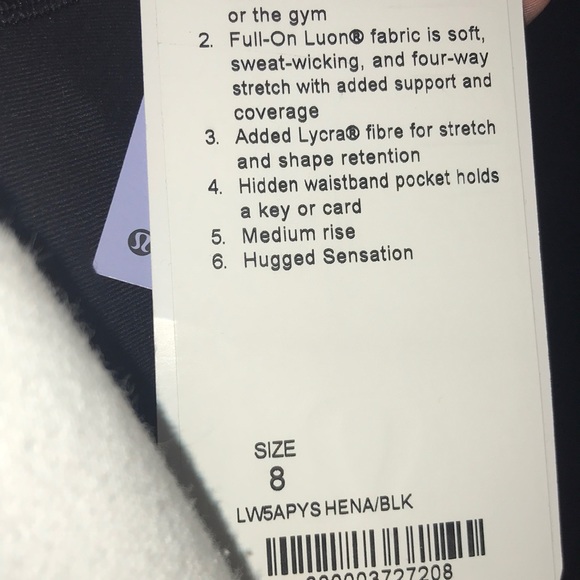 or the gym
2. Full-On Luon® fabric is soft,
sweat-wicking, and four-way
stretch with added support and
coverage
3. Added Lycra® fibre for stretch
and shape retention
4. Hidden waistband pocket holds
a key or card
5. Medium rise
6. Hugged Sensation
SIZE
8
LW5APYS HENA/BLK